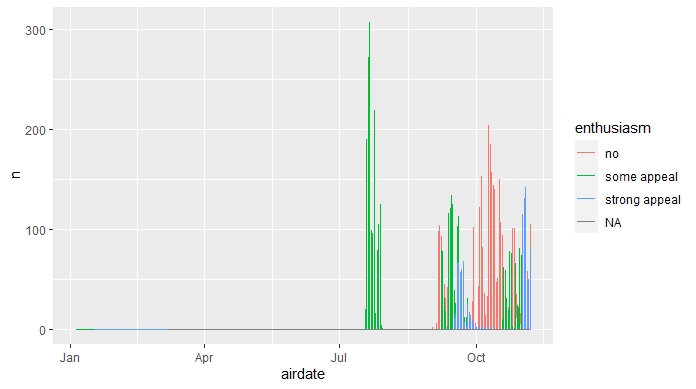 300
200
100
0
n
Jan
Apr
Jul
Oct
airdate
enthusiasm
no
some appeal
strong appeal
NA